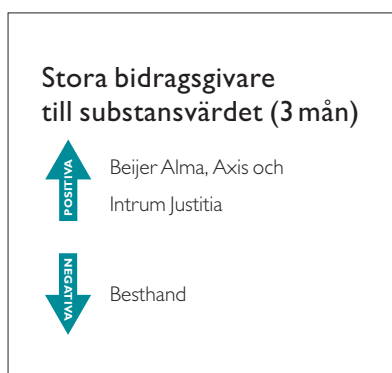 Stora bidragsgivare
till substansvärdet (3 mån)
POSITIVA
Beijer Alma, Axis och
Intrum Justitia
NEGATIVA
Besthand